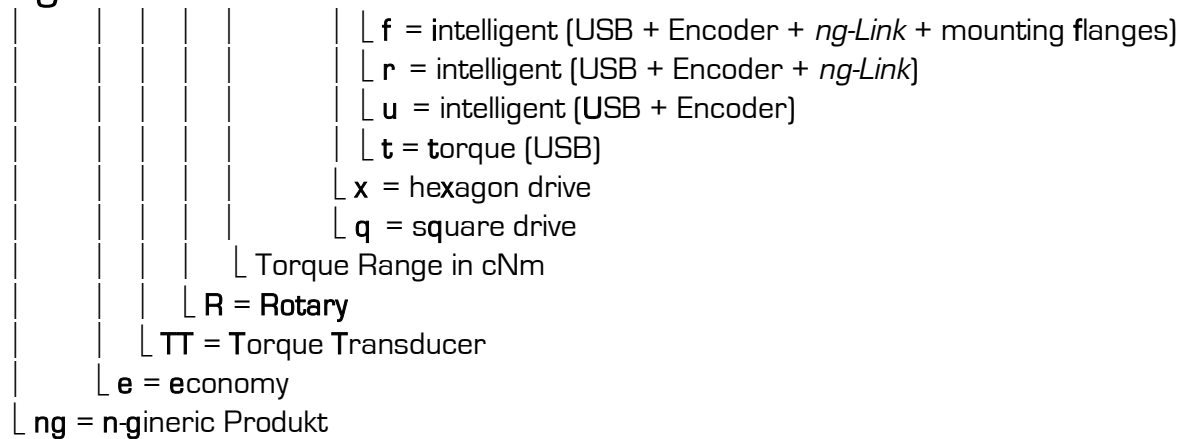 f = intelligent (USB + Encoder + ng-Link + mounting flanges)
r = intelligent (USB + Encoder + ng-Link)
u = intelligent (USB + Encoder)
t = torque (USB)
x = hexagon drive
q = square drive
Torque Range in cNm
R = Rotary
TT = Torque Transducer
e = economy
ng = n-gineric Produkt